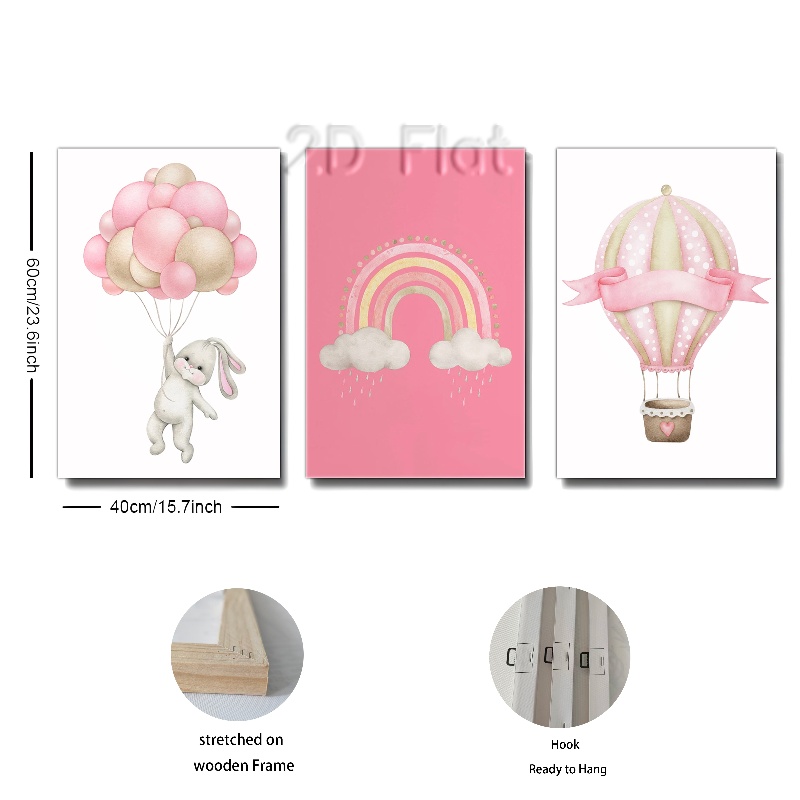 2D Flat
60cm/23.6inch
40cm/15.7inch
stretched on
wooden Frame
Hook
Ready to Hang